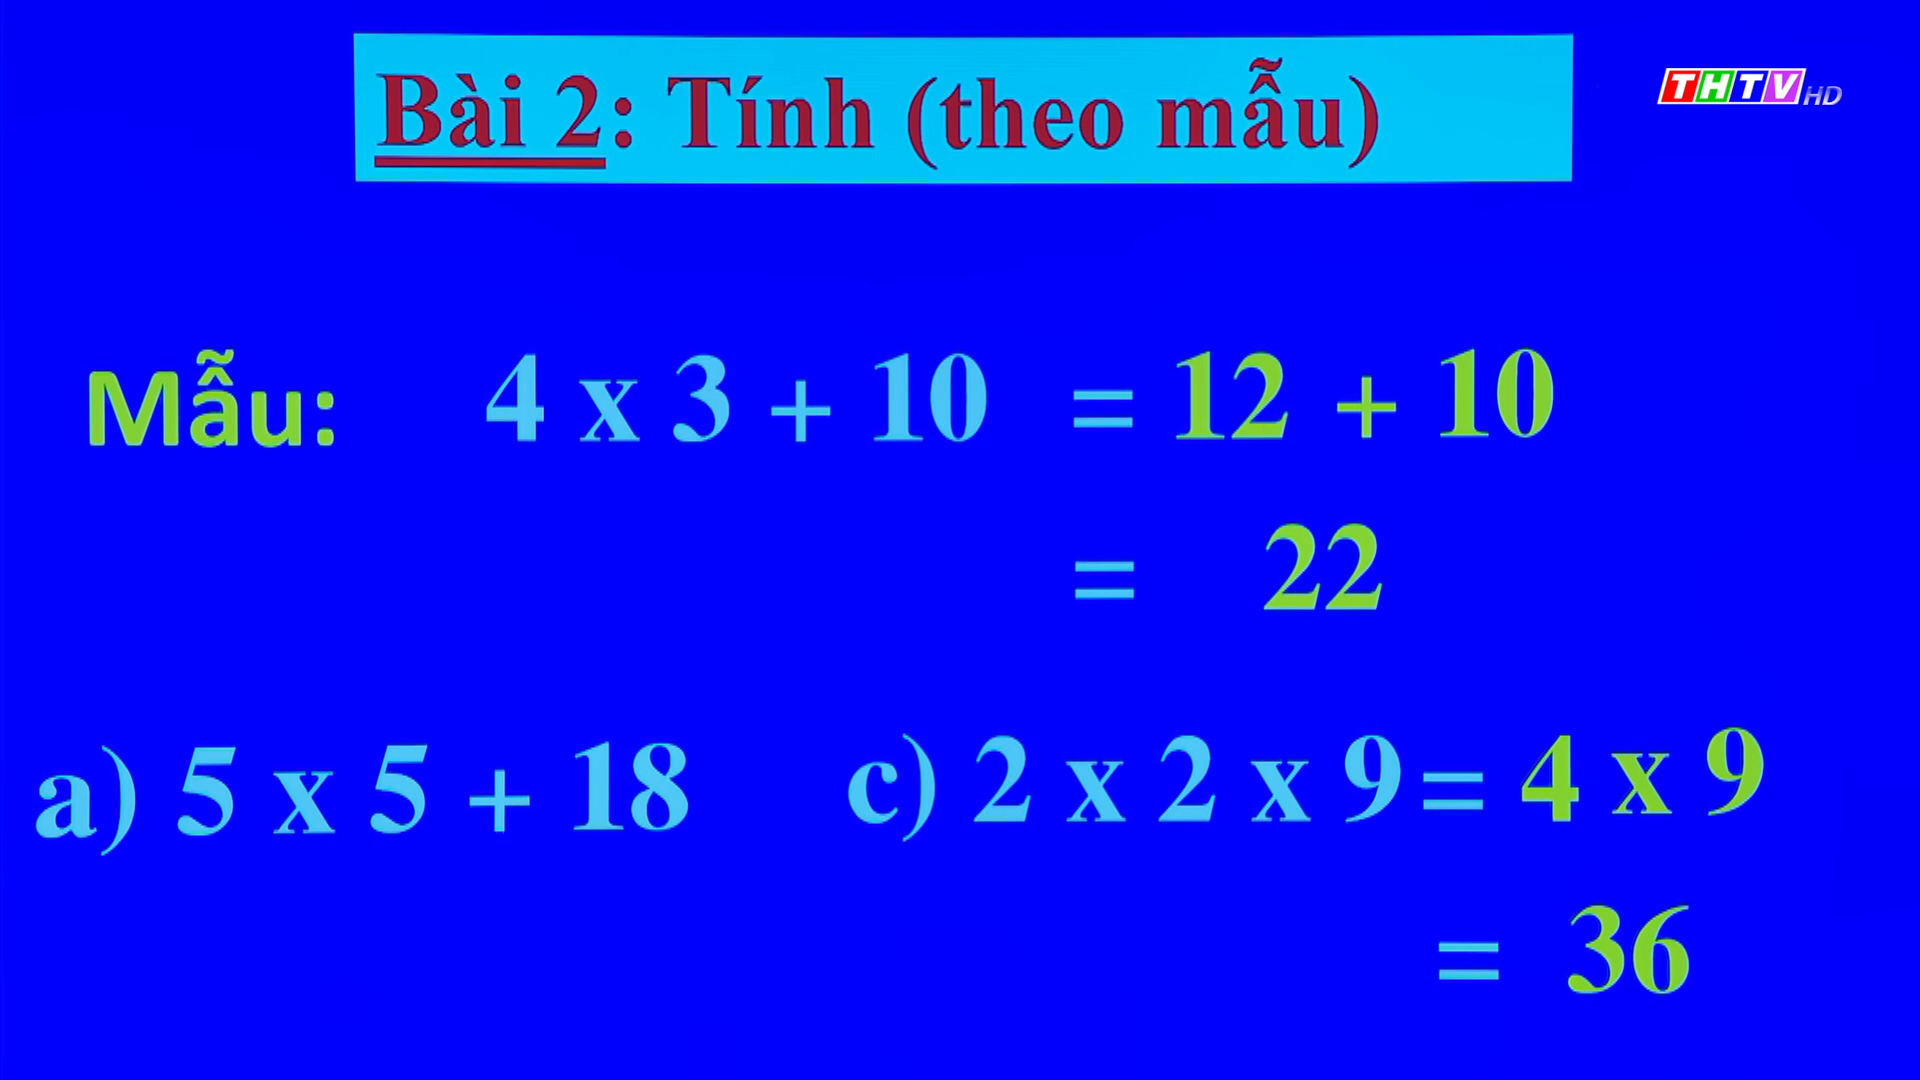 Bài 2: Tính (theo mẫu)
THTV HD
Mẫu: 4 x 3 + 10 = 12 + 10
= 22
a) 5 x 5 + 18 c) 2 x 2 x 9 = 4 x 9
= 36